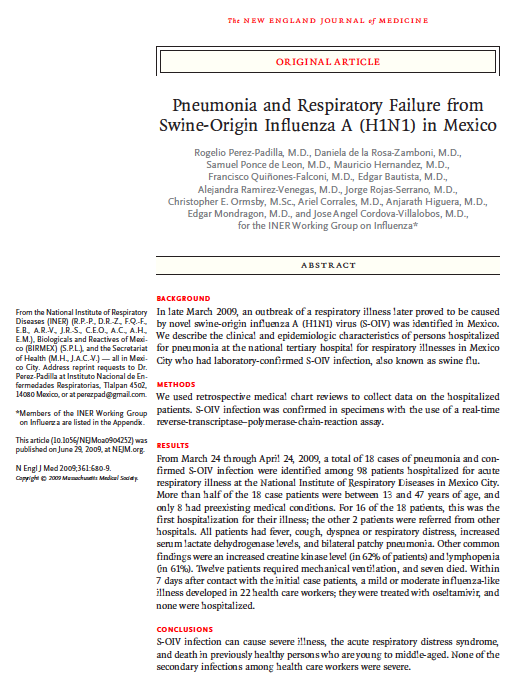 The NEW ENGLAND JOURNAL of MEDICINE
ORIGINAL ARTICLE
Pneumonia and Respiratory Failure from
Swine-Origin Influenza A (H1N1) in Mexico
Rogelio Perez-Padilla, M.D., Daniela de la Rosa-Zamboni, M.D.,
Samuel Ponce de Leon, M.D., Mauricio Hernandez, M.D.,
Francisco Quiñones-Falconi, M.D., Edgar Bautista, M.D.,
Alejandra Ramirez-Venegas, M.D., Jorge Rojas-Serrano, M.D.,
Christopher E. Ormsby, M.Sc., Ariel Corrales, M.D., Anjarath Higuera, M.D.,
Edgar Mondragon, M.D., and Jose Angel Cordova-Villalobos, M.D.,
for the INER Working Group on Influenza*
ABSTRACT
From the National Institute of Respiratory
Diseases (INER) (R.P.-P., D.R.-Z., F.Q.-F.,
E.B., A.R.-V., J.R.-S., C.E.O., A.C., A.H.,
E.M.), Biologicals and Reactives of Mexi-
co (BIRMEX) (S.P.L.), and the Secretariat
of Health (M.H., J.A.C.-V.) — all in Mexi-
co City. Address reprint requests to Dr.
Perez-Padilla at Instituto Nacional de En-
fermedades Respiratorias, Tlalpan 4502,
14080 Mexico, or at perezpad@gmail.com.
*Members of the INER Working Group
on Influenza are listed in the Appendix.
This article (10.1056/NEJMoa0904252) was
published on June 29, 2009, at NEJM.org.
N Engl J Med 2009;361:680-9.
Copyright © 2009 Massachusetts Medical Society.
BACKGROUND
In late March 2009, an outbreak of a respiratory illness later proved to be caused
by novel swine-origin influenza A (H1N1) virus (S-OIV) was identified in Mexico.
We describe the clinical and epidemiologic characteristics of persons hospitalized
for pneumonia at the national tertiary hospital for respiratory illnesses in Mexico
City who had laboratory-confirmed S-OIV infection, also known as swine flu.
METHODS
We used retrospective medical chart reviews to collect data on the hospitalized
patients. S-OIV infection was confirmed in specimens with the use of a real-time
reverse-transcriptase–polymerase-chain-reaction assay.
RESULTS
From March 24 through April 24, 2009, a total of 18 cases of pneumonia and con-
firmed S-OIV infection were identified among 98 patients hospitalized for acute
respiratory illness at the National Institute of Respiratory Diseases in Mexico City.
More than half of the 18 case patients were between 13 and 47 years of age, and
only 8 had preexisting medical conditions. For 16 of the 18 patients, this was the
first hospitalization for their illness; the other 2 patients were referred from other
hospitals. All patients had fever, cough, dyspnea or respiratory distress, increased
serum lactate dehydrogenase levels, and bilateral patchy pneumonia. Other common
findings were an increased creatine kinase level (in 62% of patients) and lymphopenia
(in 61%). Twelve patients required mechanical ventilation, and seven died. Within
7 days after contact with the initial case patients, a mild or moderate influenza-like
illness developed in 22 health care workers; they were treated with oseltamivir, and
none were hospitalized.
CONCLUSIONS
S-OIV infection can cause severe illness, the acute respiratory distress syndrome,
and death in previously healthy persons who are young to middle-aged. None of the
secondary infections among health care workers were severe.